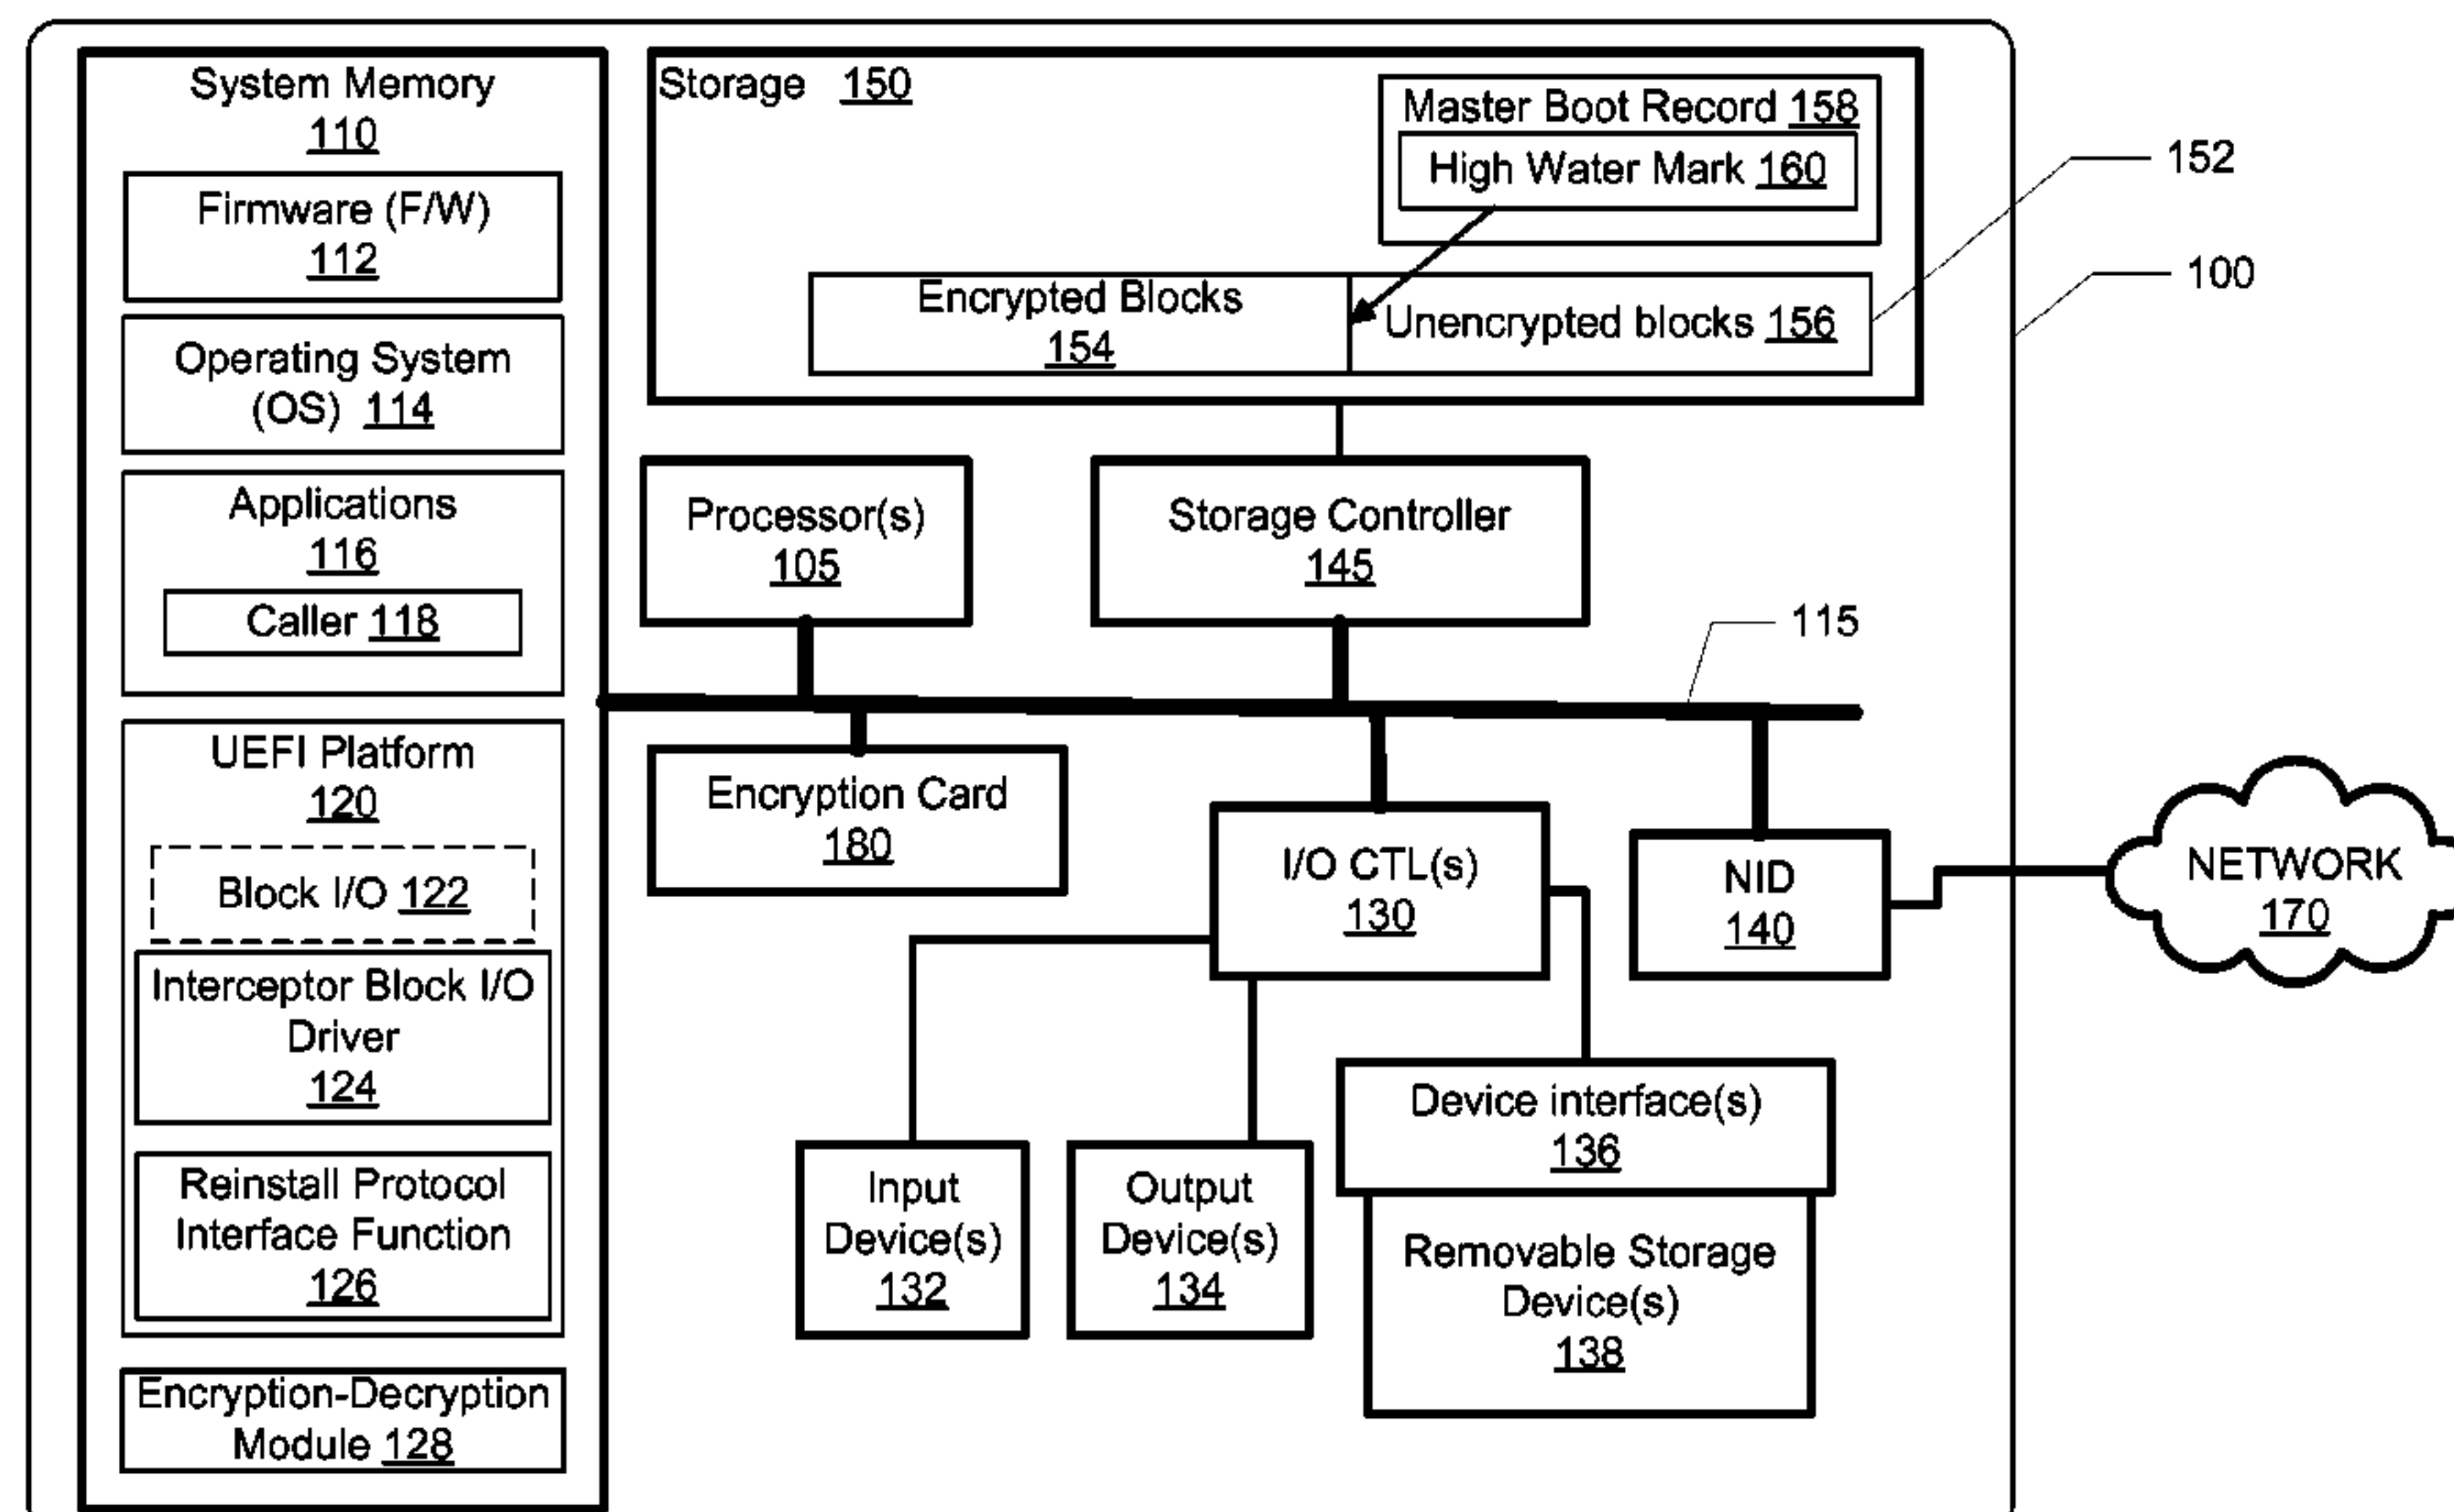 System Memory
110
Firmware (F/W)
112
Operating System
(OS) 114
Applications
116
Caller 118
UEFI Platform
120
Block I/O 122
Interceptor Block I/O
Driver
124
Reinstall Protocol
Interface Function
126
Encryption-Decryption
Module 128
Storage 150
Master Boot Record 158
High Water Mark 160
Encrypted Blocks
154
Unencrypted blocks 156
152
100
Processor(s)
105
Storage Controller
145
115
Encryption Card
180
I/O CTL(s)
130
NID
140
NETWORK
170
Input
Device(s)
132
Output
Device(s)
134
Device interface(s)
136
Removable Storage
Device(s)
138